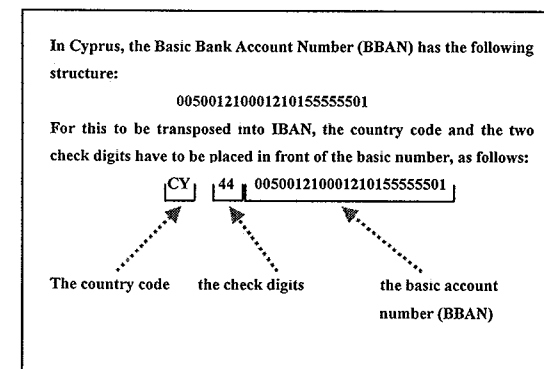 In Cyprus, the Basic Bank Account Number (BBAN) has the following
structure:
005001210001210155555501
For this to be transposed into IBAN, the country code and the two
check digits have to be placed in front of the basic number, as follows:
CY 44 005001210001210155555501
The country code the check digits the basic account
number (BBAN)